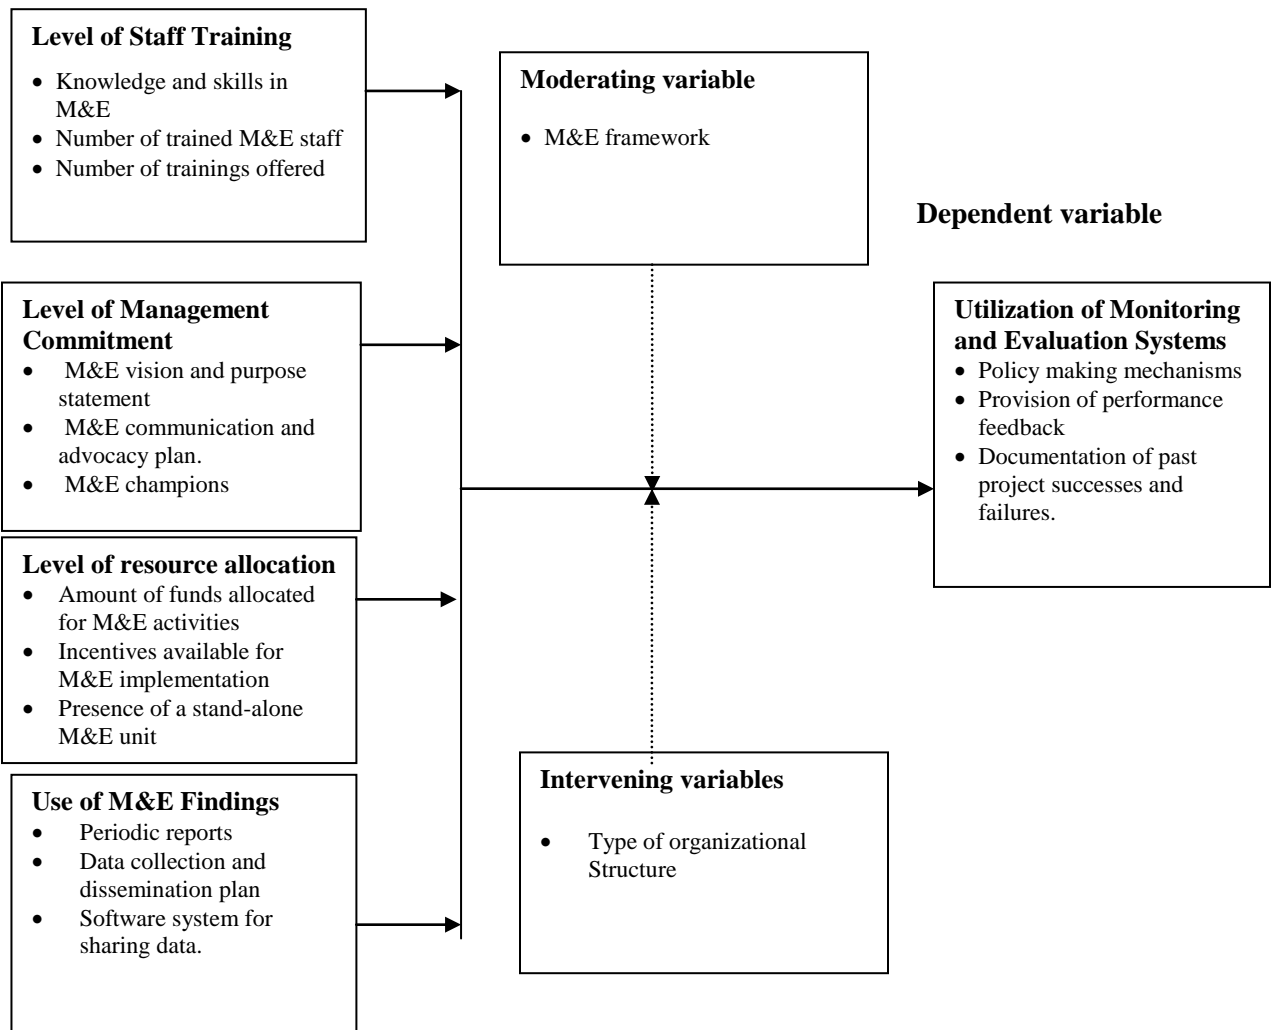 Level of Staff Training
• Knowledge and skills in
M&E
• Number of trained M&E staff
• Number of trainings offered
Level of Management
Commitment
• M&E vision and purpose
statement
• M&E communication and
advocacy plan.
• M&E champions
Level of resource allocation
• Amount of funds allocated
for M&E activities
• Incentives available for
M&E implementation
• Presence of a stand-alone
M&E unit
Use of M&E Findings
• Periodic reports
• Data collection and
dissemination plan
• Software system for
sharing data.
Moderating variable
• M&E framework
Intervening variables
• Type of organizational
Structure
Dependent variable
Utilization of Monitoring
and Evaluation Systems
• Policy making mechanisms
• Provision of performance
feedback
• Documentation of past
project successes and
failures.